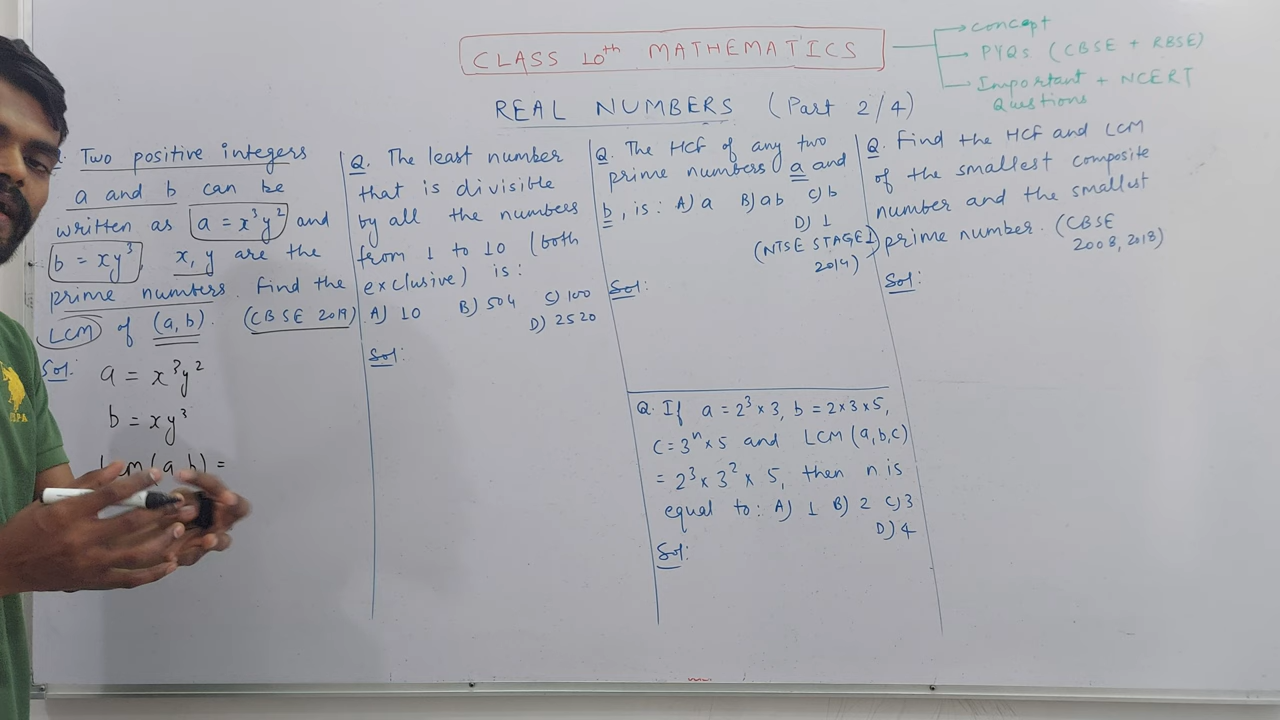 CLASS 10th MATHEMATICS
concept
PYQs (CBSE + RBSE)
Important + NCERT
Questions
REAL NUMBERS (Part 2/4)
Two positive integers
a and b can be
written as a = x³y² and
b = xy³, x, y are the
prime numbers. Find the
LCM of (a,b). (CBSE 2019)
Sol:
a = x³y²
b = xy³
Lcm(a,b) =
Q. The least number
that is divisible
by all the numbers
from 1 to 10 (both
exclusive) is:
A) 10 B) 504 C) 100
D) 2520
Sol:
Q. The HCF of any two
prime numbers a and
b, is: A) a B) ab C) b
D) 1
(NTSE STAGE 1
2014)
Sol:
Q. If a = 2³ × 3, b = 2×3×5,
c = 3ⁿ × 5 and LCM (a,b,c)
= 2³ × 3² × 5, then n is
equal to: A) 1 B) 2 C) 3
D) 4
Sol:
Q. Find the HCF and LCM
of the smallest composite
number and the smallest
prime number. (CBSE
2008, 2018)
Sol: